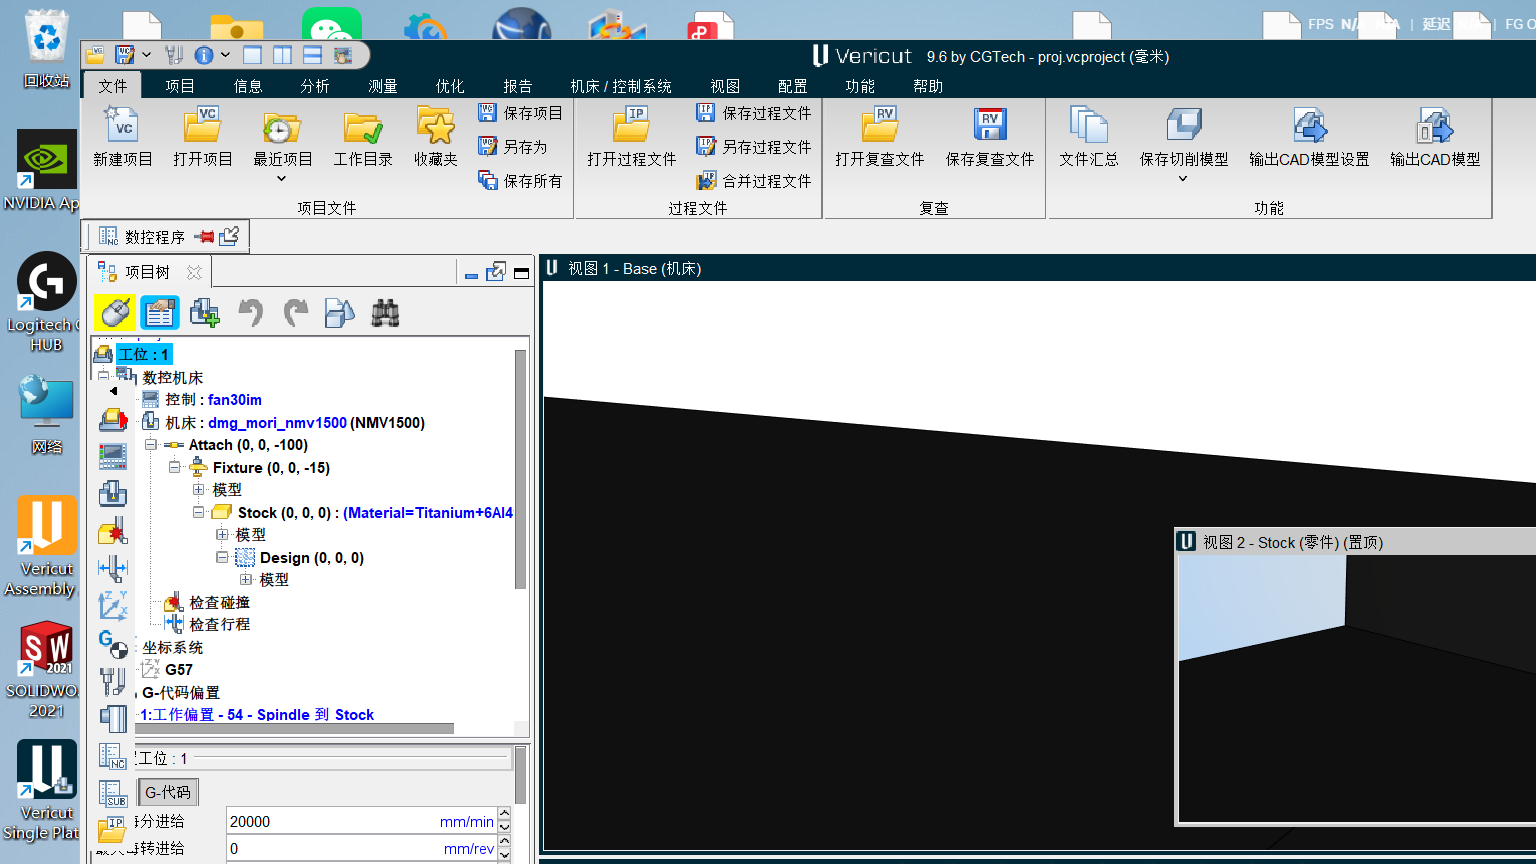 FPS N/A N/A | 延迟 N/A | FG O
回收站
Vericut 9.6 by CGTech - proj.vcproject (毫米)
文件 项目 信息 分析 测量 优化 报告 机床 / 控制系统 视图 配置 功能 帮助
新建项目 打开项目 最近项目 工作目录 收藏夹
保存项目
另存为
保存所有
项目文件
打开过程文件
保存过程文件
另存过程文件
合并过程文件
过程文件
打开复查文件 保存复查文件
复查
文件汇总 保存切削模型 输出CAD模型设置 输出CAD模型
功能
NVIDIA Ap
数控程序
项目树
视图 1 - Base (机床)
工位 : 1
数控机床
控制 : fan30im
机床 : dmg_mori_nmv1500 (NMV1500)
Attach (0, 0, -100)
Fixture (0, 0, -15)
模型
Stock (0, 0, 0) : (Material=Titanium+6Al4
模型
Design (0, 0, 0)
模型
检查碰撞
检查行程
坐标系统
G57
G-代码偏置
1:工作偏置 - 54 - Spindle 到 Stock
工位 : 1
G-代码
每分进给 20000 mm/min
最大每转进给 0 mm/rev
视图 2 - Stock (零件) (置顶)
Logitech G
HUB
网络
Vericut
Assembly
SOLIDWO
2021
Vericut
Single Plat